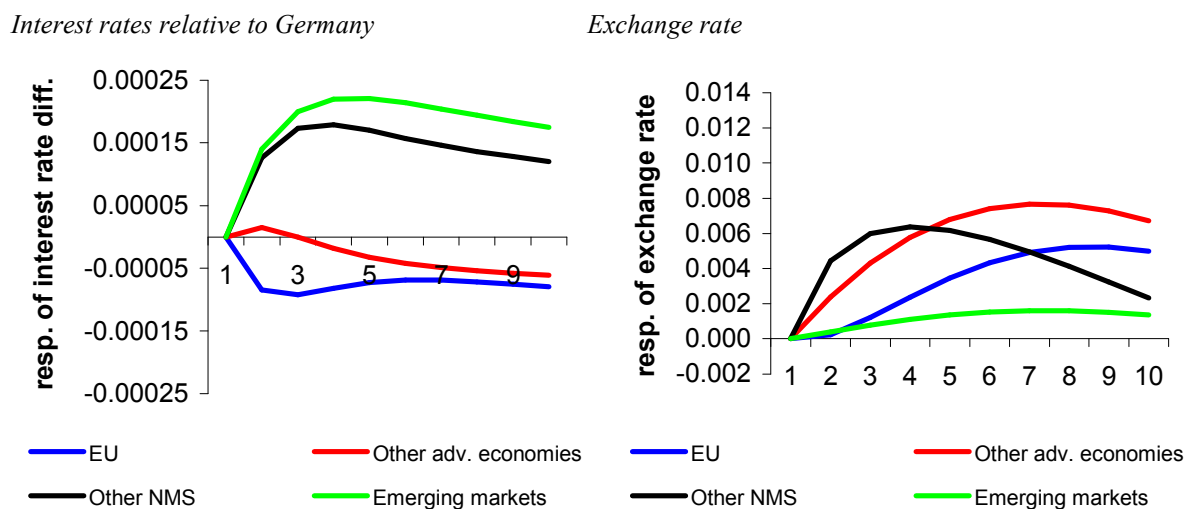 Interest rates relative to Germany
resp. of interest rate diff.
0.00025
0.00015
0.00005
-0.00005
-0.00015
-0.00025
1 3 5 7 9
EU
Other adv. economies
Other NMS
Emerging markets
Exchange rate
resp. of exchange rate
0.014
0.012
0.010
0.008
0.006
0.004
0.002
0.000
-0.002
1 2 3 4 5 6 7 8 9 10
EU
Other adv. economies
Other NMS
Emerging markets